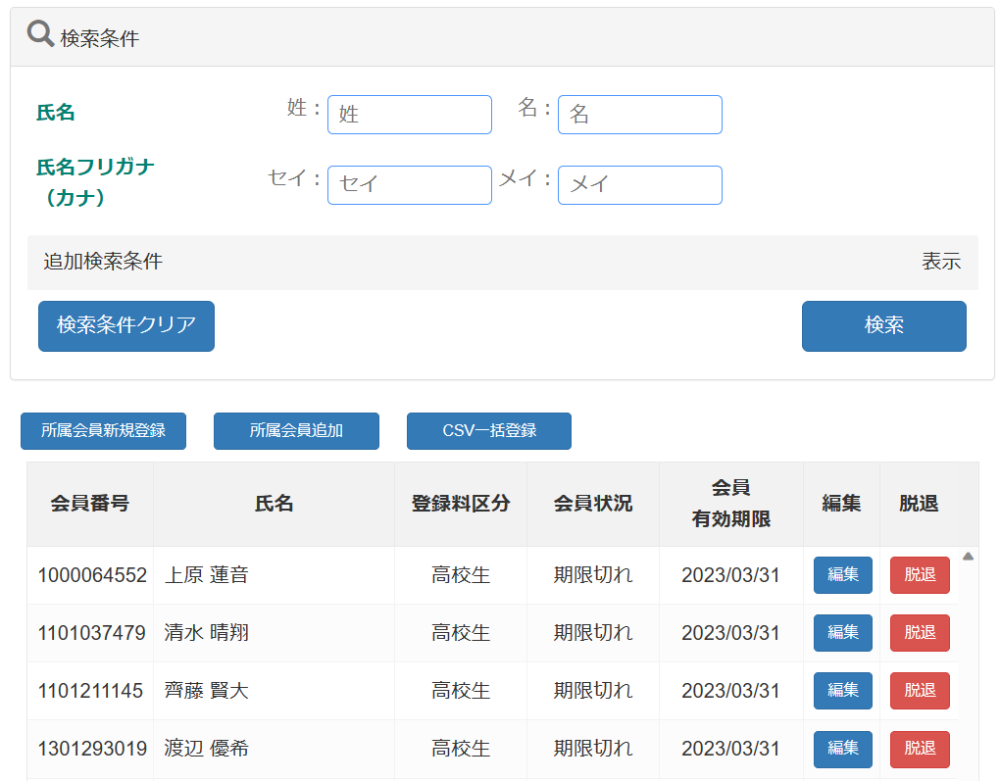 検索条件
氏名 姓： 姓 名： 名
氏名フリガナ
（カナ） セイ： セイ メイ： メイ
追加検索条件 表示
検索条件クリア 検索
所属会員新規登録 所属会員追加 CSV一括登録
会員番号 氏名 登録料区分 会員状況 会員
有効期限 編集 脱退
1000064552 上原 蓮音 高校生 期限切れ 2023/03/31 編集 脱退
1101037479 清水 晴翔 高校生 期限切れ 2023/03/31 編集 脱退
1101211145 齊藤 賢大 高校生 期限切れ 2023/03/31 編集 脱退
1301293019 渡辺 優希 高校生 期限切れ 2023/03/31 編集 脱退